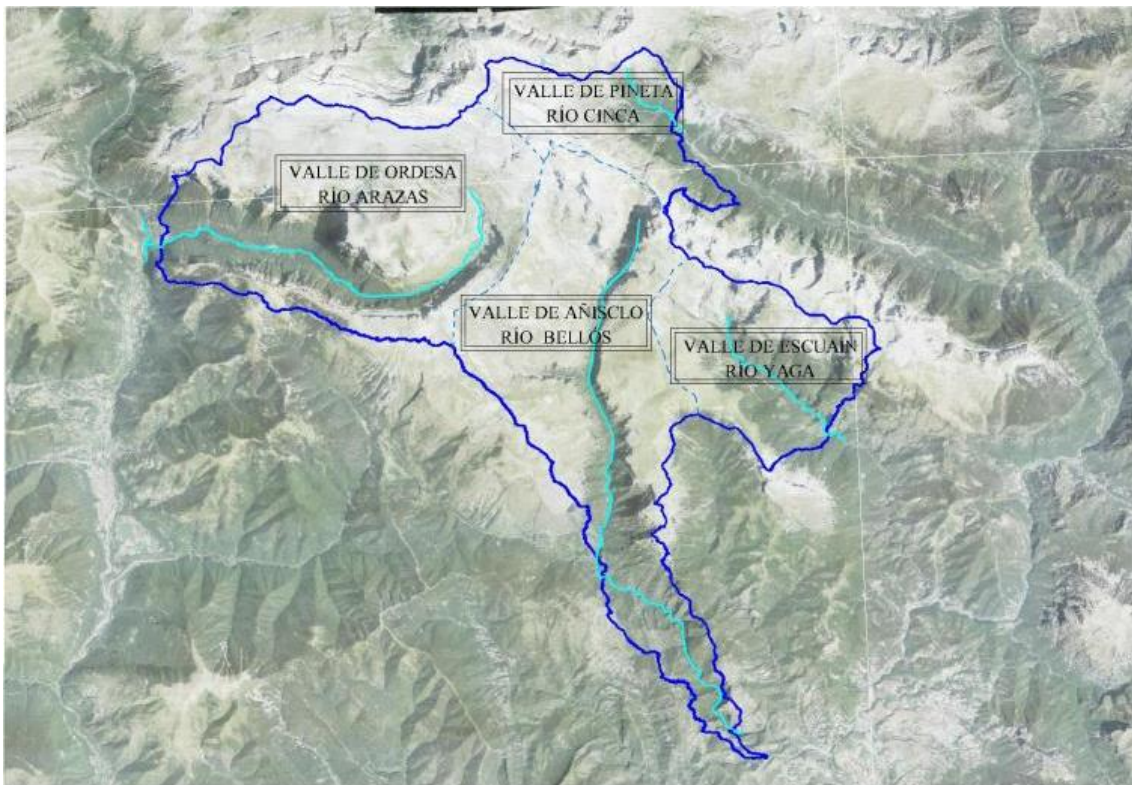 VALLE DE PINETA
RÍO CINCA
VALLE DE ORDESA
RÍO ARAZAS
VALLE DE AÑISCLO
RÍO BELLOS
VALLE DE ESCUAIN
RÍO YAGA